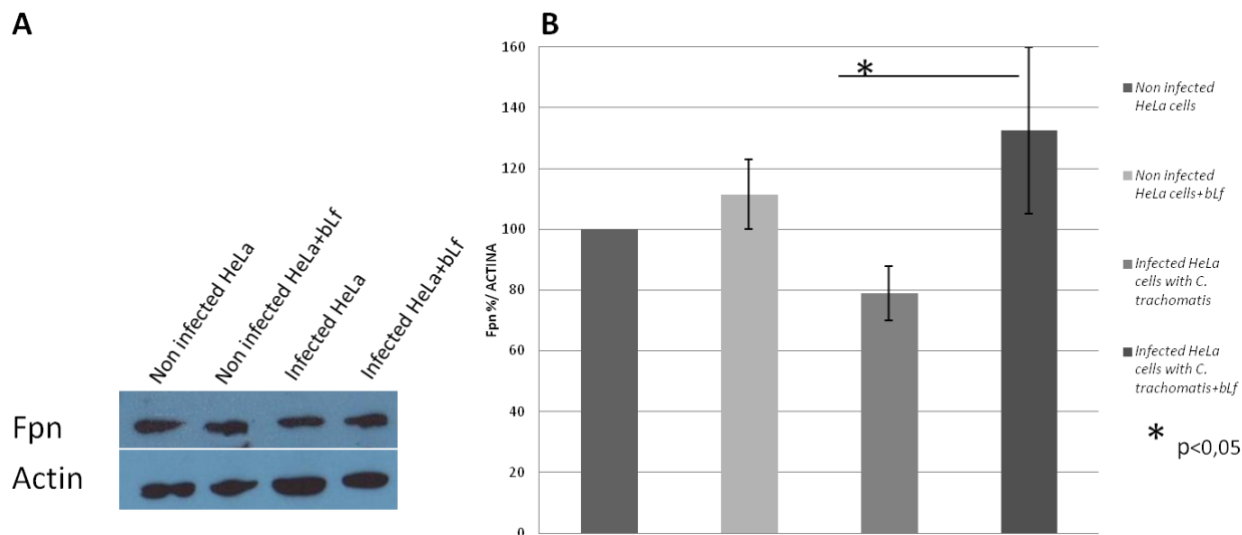 A
Non infected HeLa
Non infected HeLa+bLf
Infected HeLa
Infected HeLa+bLf
Fpn
Actin
B
Fpn %/ ACTINA
160
140
120
100
80
60
40
20
0
*
Non infected
HeLa cells
Non infected
HeLa cells+bLf
Infected HeLa
cells with C.
trachomatis
Infected HeLa
cells with C.
trachomatis+bLf
* p<0,05